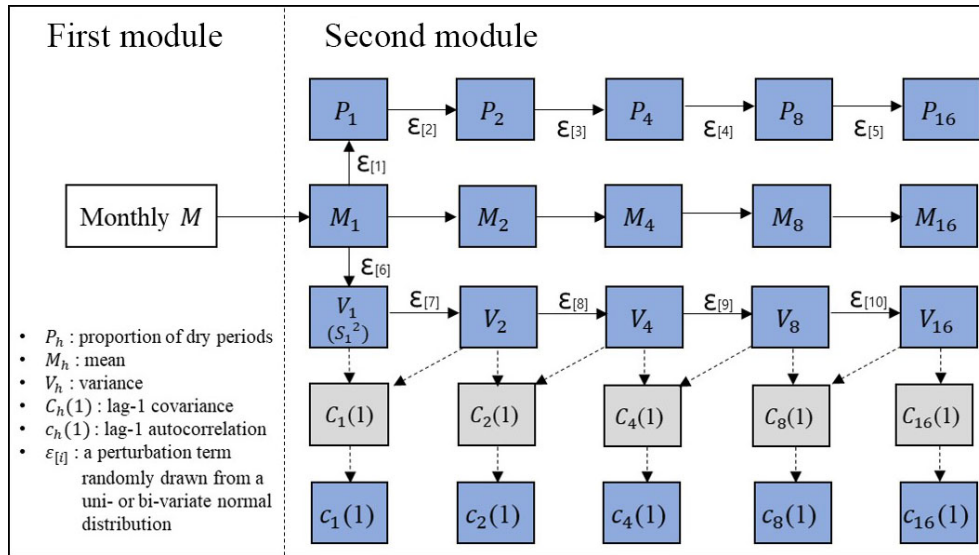 First module
Second module
P₁ P₂ P₄ P₈ P₁₆
ε[2] ε[3] ε[4] ε[5]
ε[1]
Monthly M M₁ M₂ M₄ M₈ M₁₆
ε[6]
ε[7] ε[8] ε[9] ε[10]
V₁ V₂ V₄ V₈ V₁₆
(S₁²)
C₁(1) C₂(1) C₄(1) C₈(1) C₁₆(1)
c₁(1) c₂(1) c₄(1) c₈(1) c₁₆(1)
• Pₕ : proportion of dry periods
• Mₕ : mean
• Vₕ : variance
• Cₕ(1) : lag-1 covariance
• cₕ(1) : lag-1 autocorrelation
• ε[i] : a perturbation term
randomly drawn from a
uni- or bi-variate normal
distribution